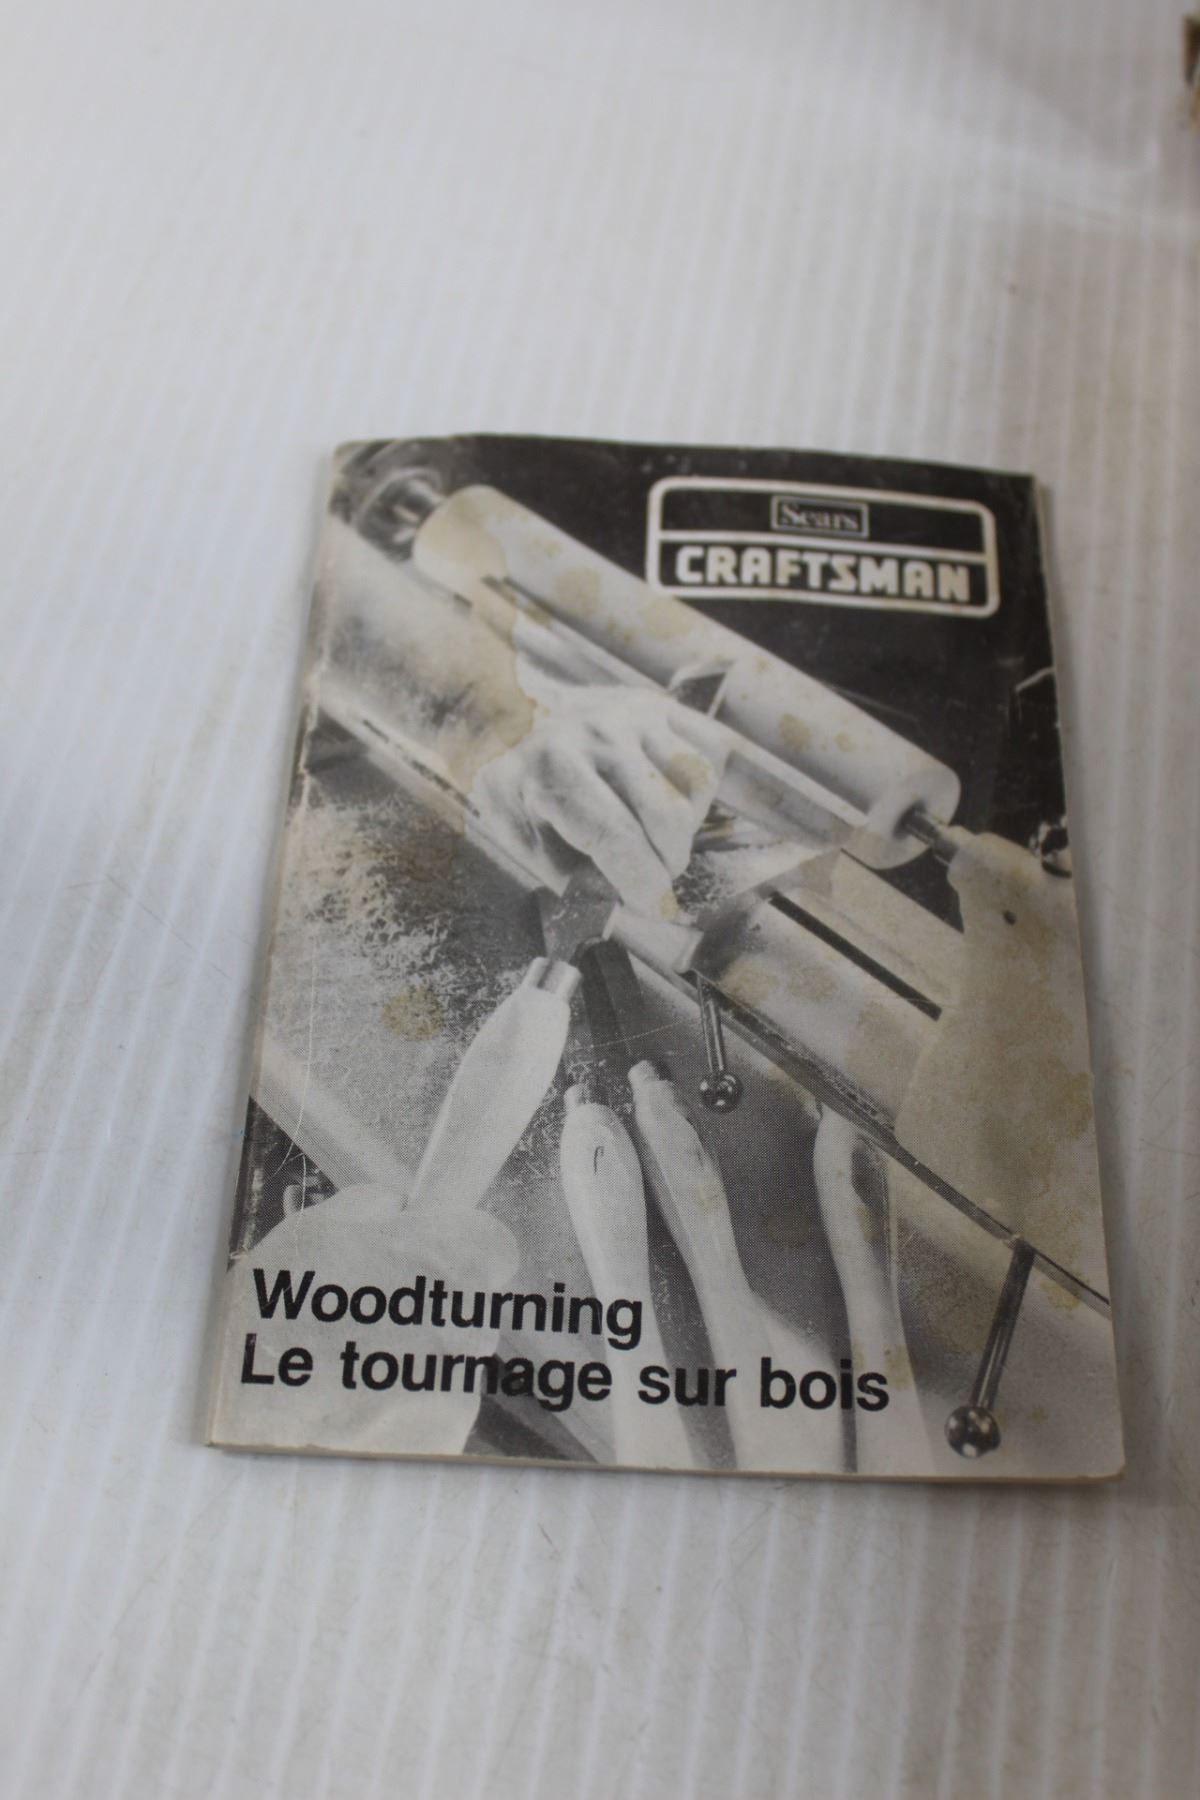 Sears
CRAFTSMAN
Woodturning
Le tournage sur bois